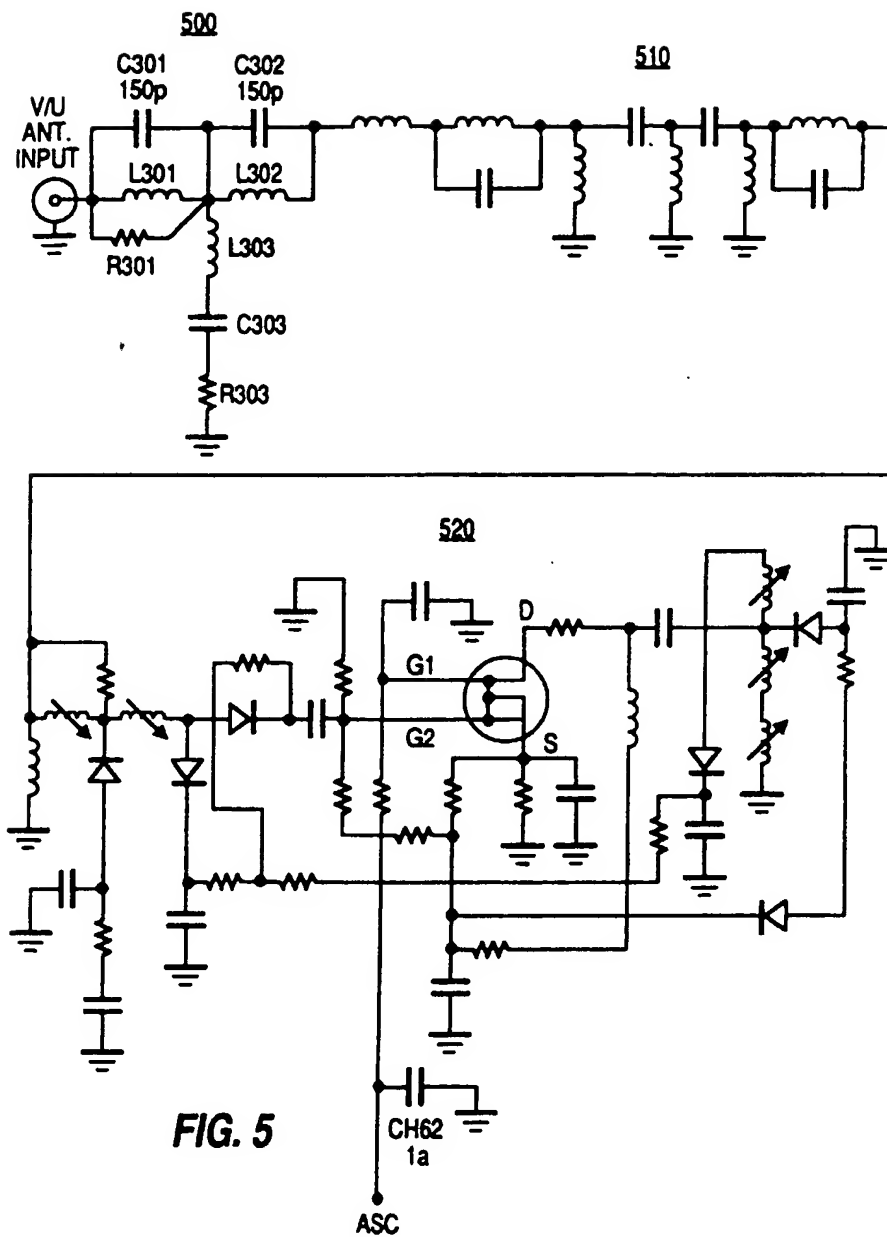 500
C301
150p
C302
150p
510
V/U
ANT.
INPUT
L301
L302
R301
L303
C303
R303
520
D
G1
G2
S
FIG. 5
CH62
1a
ASC